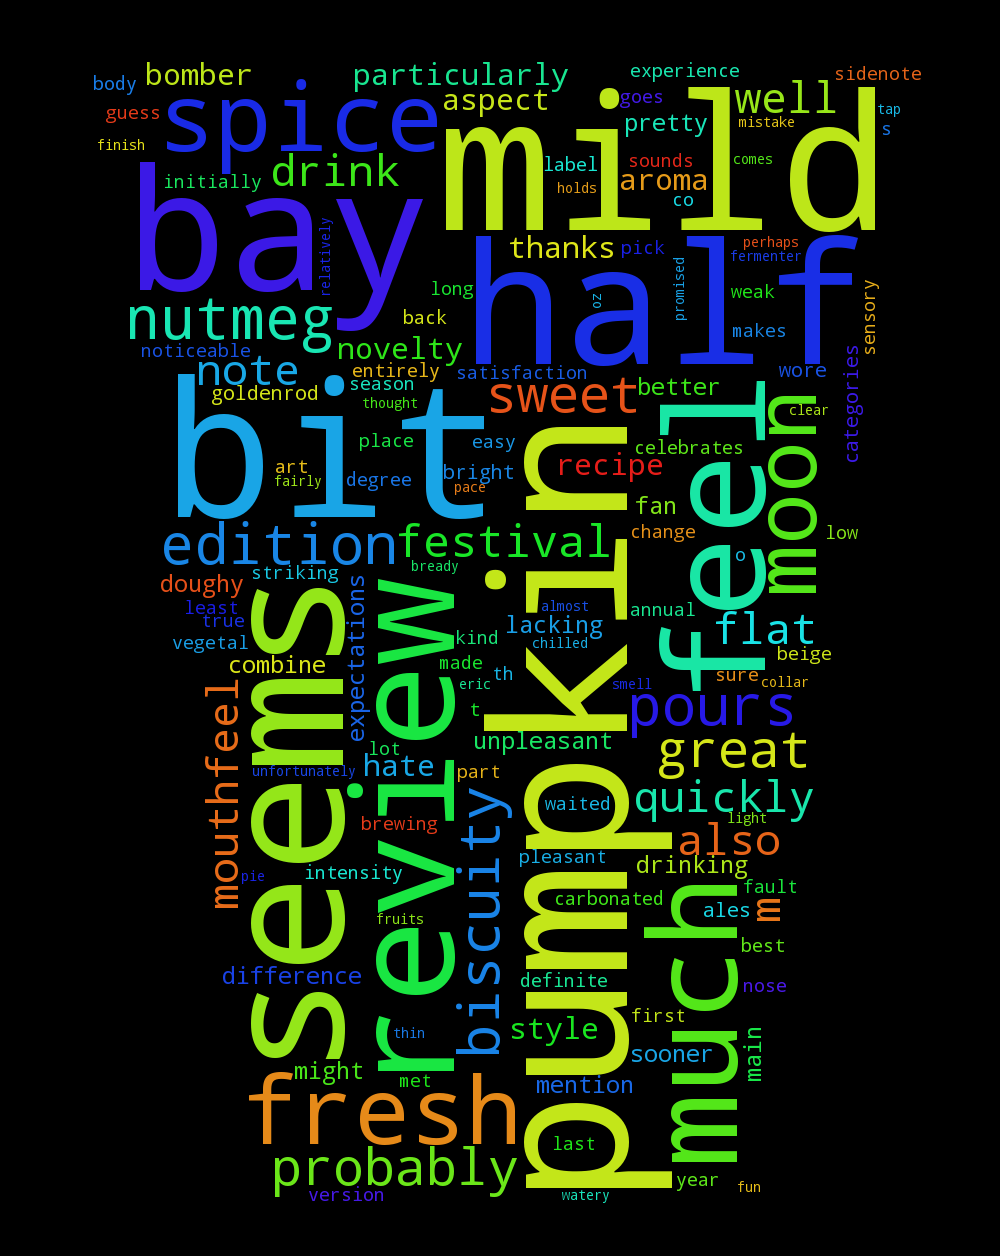 experience
sidenote
bomber
particularly
body
spice
aspect
goes
well
tap
guess
mild
pretty
mistake
s
finish
drink
label
sounds
comes
initially
bay
holds
aroma
co
relatively
thanks
pick
perhaps
fermenter
half
long
oz
promised
weak
sensory
nutmeg
back
makes
noticeable
novelty
note
entirely
satisfaction
wore
categories
goldenrod
season
sweet
better
thought
clear
bit
place
easy
celebrates
feel
moon
art
fairly
degree
bright
pace
recipe
pumpkin
fan
edition
festival
change
low
striking
bready
o
doughy
least
true
expectations
almost
annual
vegetal
seems
review
kind
lacking
chilled
flat
combine
made
eric
th
beige
mouthfeel
t
smell
sure
collar
pours
lot
unpleasant
great
unfortunately
hate
part
quickly
biscuity
waited
brewing
light
also
pie
intensity
pleasant
drinking
carbonated
fault
fruits
much
ales
m
best
difference
definite
nose
thin
style
first
main
might
met
sooner
mention
fresh
last
probably
year
version
watery
fun